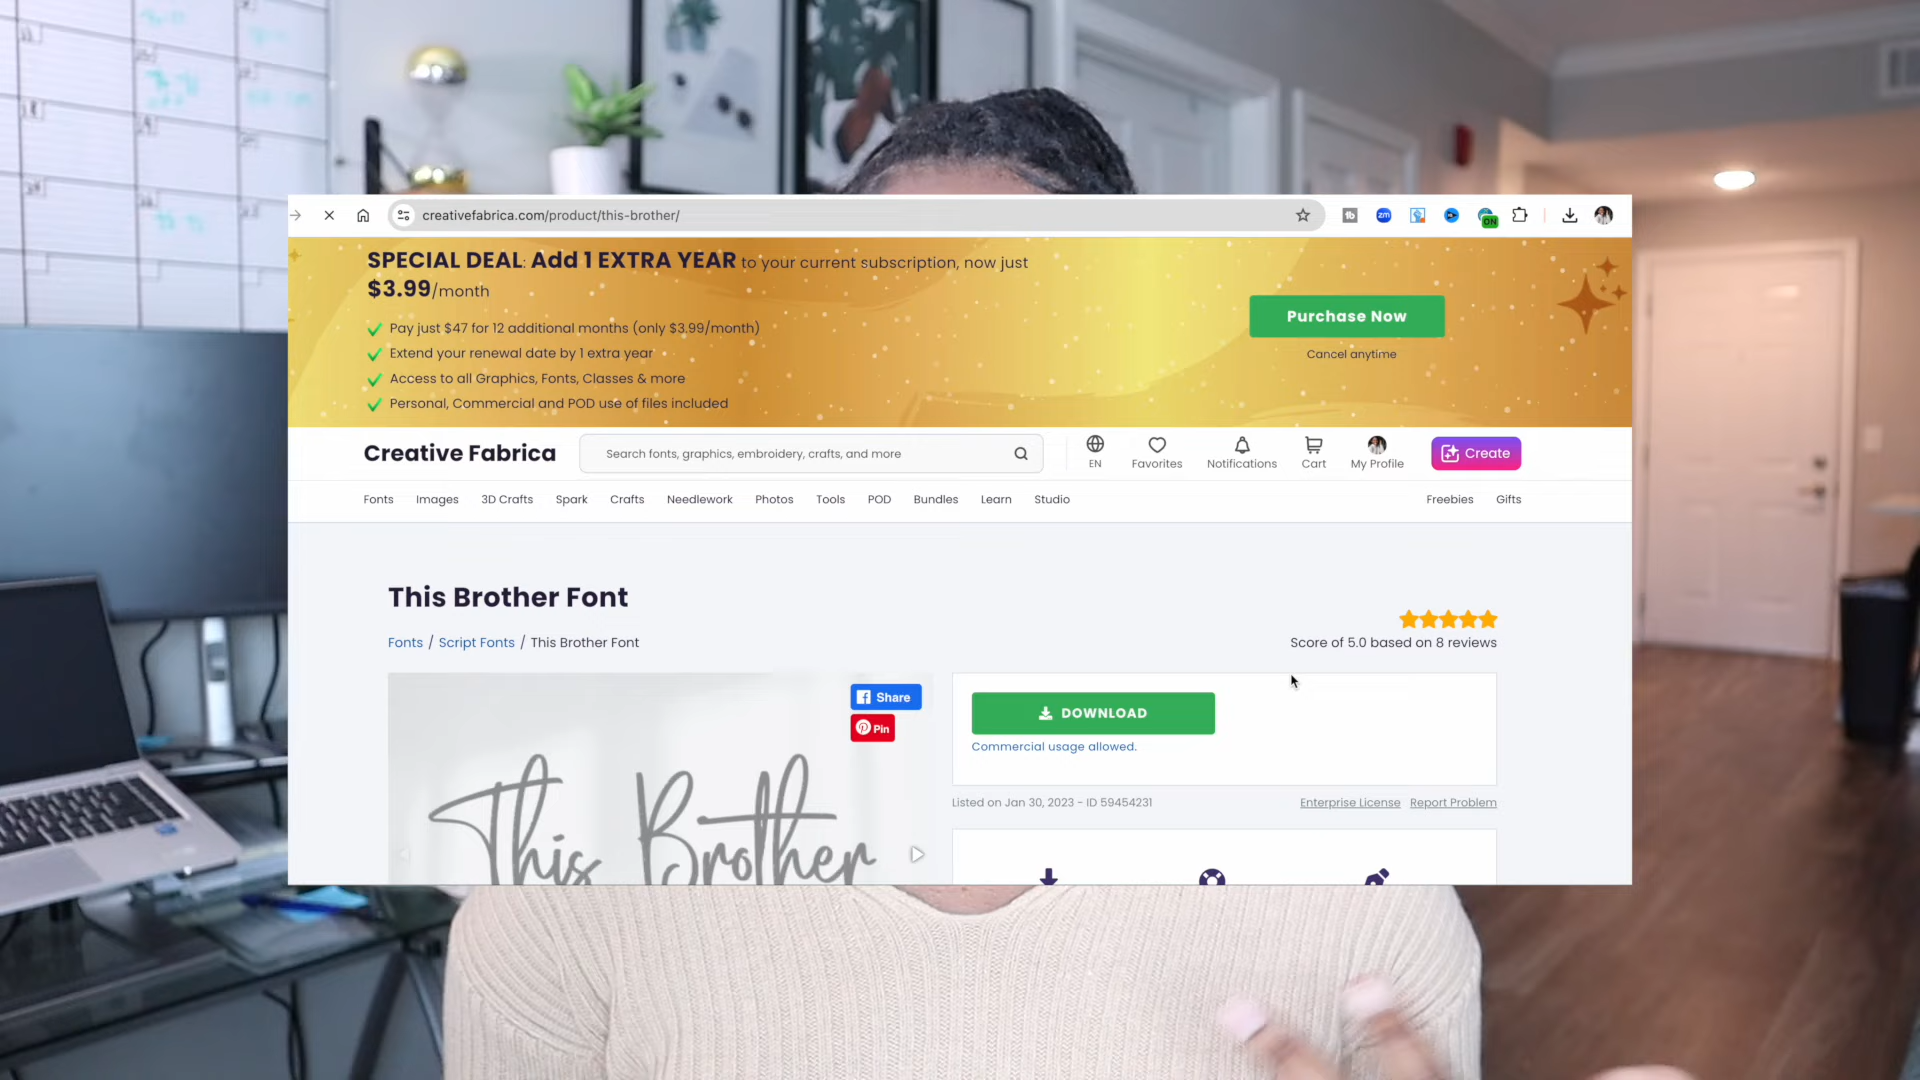 creativefabrica.com/product/this-brother/
ON
SPECIAL DEAL: Add 1 EXTRA YEAR to your current subscription, now just
$3.99/month
Pay just $47 for 12 additional months (only $3.99/month)
Extend your renewal date by 1 extra year
Access to all Graphics, Fonts, Classes & more
Personal, Commercial and POD use of files included
Purchase Now
Cancel anytime
Creative Fabrica
Search fonts, graphics, embroidery, crafts, and more
EN
Favorites
Notifications
Cart
My Profile
Create
Fonts Images 3D Crafts Spark Crafts Needlework Photos Tools POD Bundles Learn Studio Freebies Gifts
This Brother Font
Fonts / Script Fonts / This Brother Font
Score of 5.0 based on 8 reviews
Share
Pin
This Brother
DOWNLOAD
Commercial usage allowed.
Listed on Jan 30, 2023 - ID 59454231
Enterprise License Report Problem